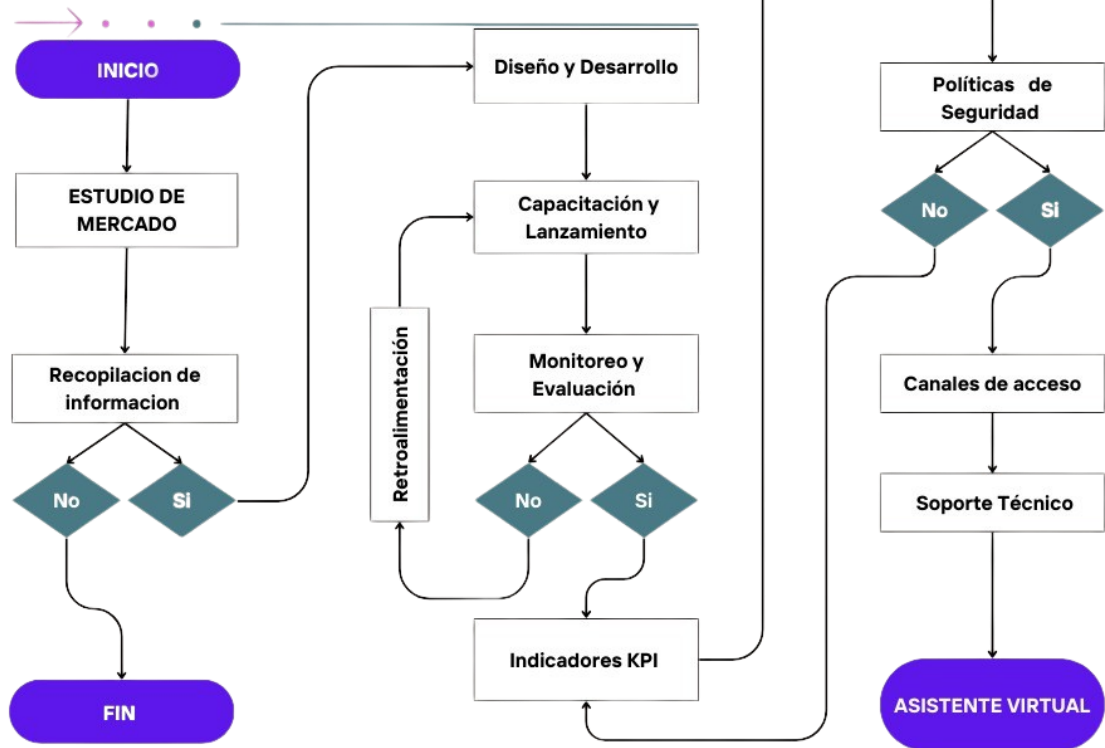 INICIO
ESTUDIO DE
MERCADO
Recopilacion de
informacion
No
Si
FIN
Diseño y Desarrollo
Capacitación y
Lanzamiento
Retroalimentación
Monitoreo y
Evaluación
No
Si
Indicadores KPI
Políticas de
Seguridad
No
Si
Canales de acceso
Soporte Técnico
ASISTENTE VIRTUAL